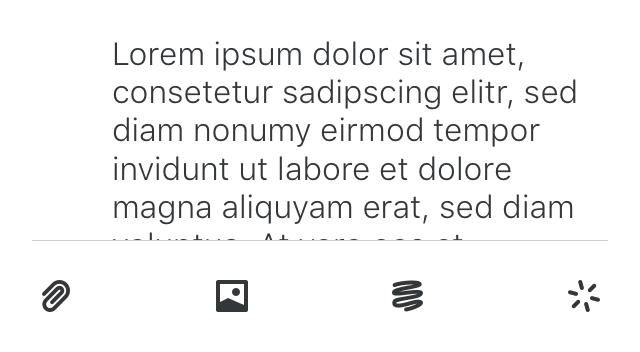 Lorem ipsum dolor sit amet,
consetetur sadipscing elitr, sed
diam nonumy eirmod tempor
invidunt ut labore et dolore
magna aliquyam erat, sed diam